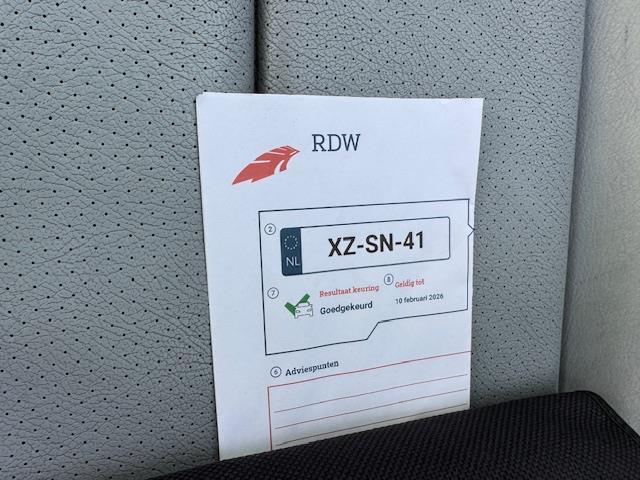 RDW
2
NL
XZ-SN-41
7 Resultaat keuring 8 Geldig tot
Goedgekeurd 10 februari 2026
6 Adviespunten